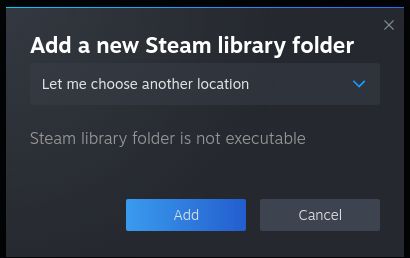 Add a new Steam library folder
Let me choose another location
Steam library folder is not executable
Add
Cancel